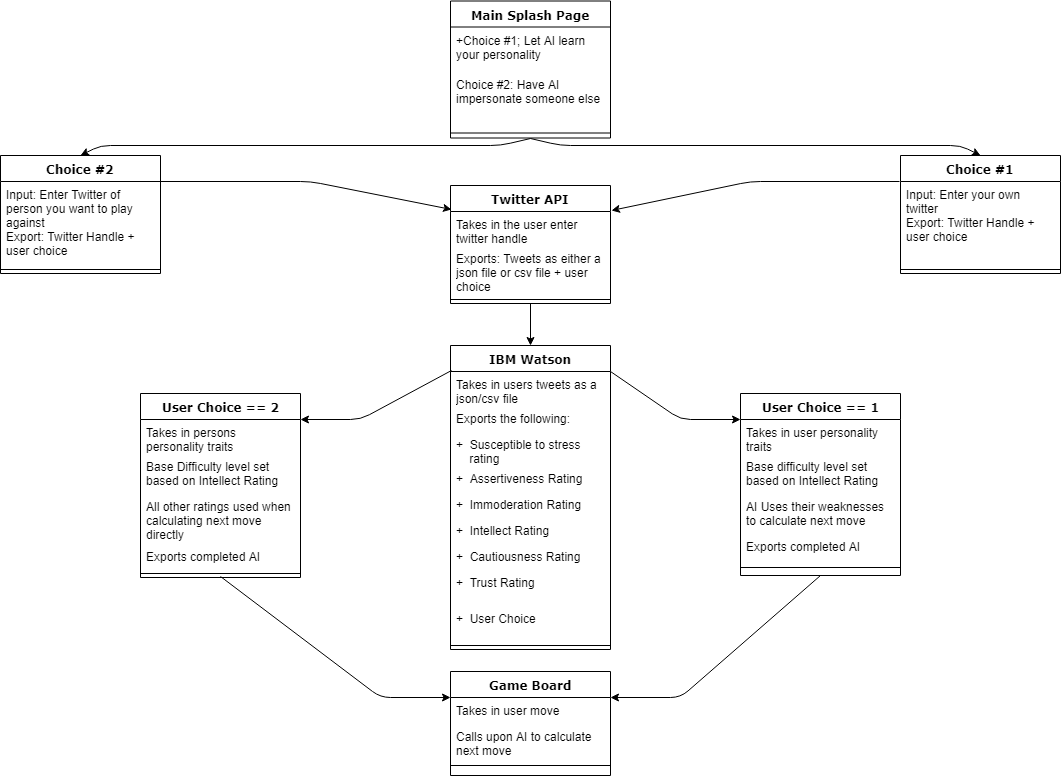 Main Splash Page
+Choice #1; Let AI learn
your personality
Choice #2: Have AI
impersonate someone else
Choice #2
Input: Enter Twitter of
person you want to play
against
Export: Twitter Handle +
user choice
Twitter API
Takes in the user enter
twitter handle
Exports: Tweets as either a
json file or csv file + user
choice
Choice #1
Input: Enter your own
twitter
Export: Twitter Handle +
user choice
IBM Watson
Takes in users tweets as a
json/csv file
Exports the following:
+ Susceptible to stress
rating
+ Assertiveness Rating
+ Immoderation Rating
+ Intellect Rating
+ Cautiousness Rating
+ Trust Rating
+ User Choice
User Choice == 2
Takes in persons
personality traits
Base Difficulty level set
based on Intellect Rating
All other ratings used when
calculating next move
directly
Exports completed AI
User Choice == 1
Takes in user personality
traits
Base difficulty level set
based on Intellect Rating
AI Uses their weaknesses
to calculate next move
Exports completed AI
Game Board
Takes in user move
Calls upon AI to calculate
next move